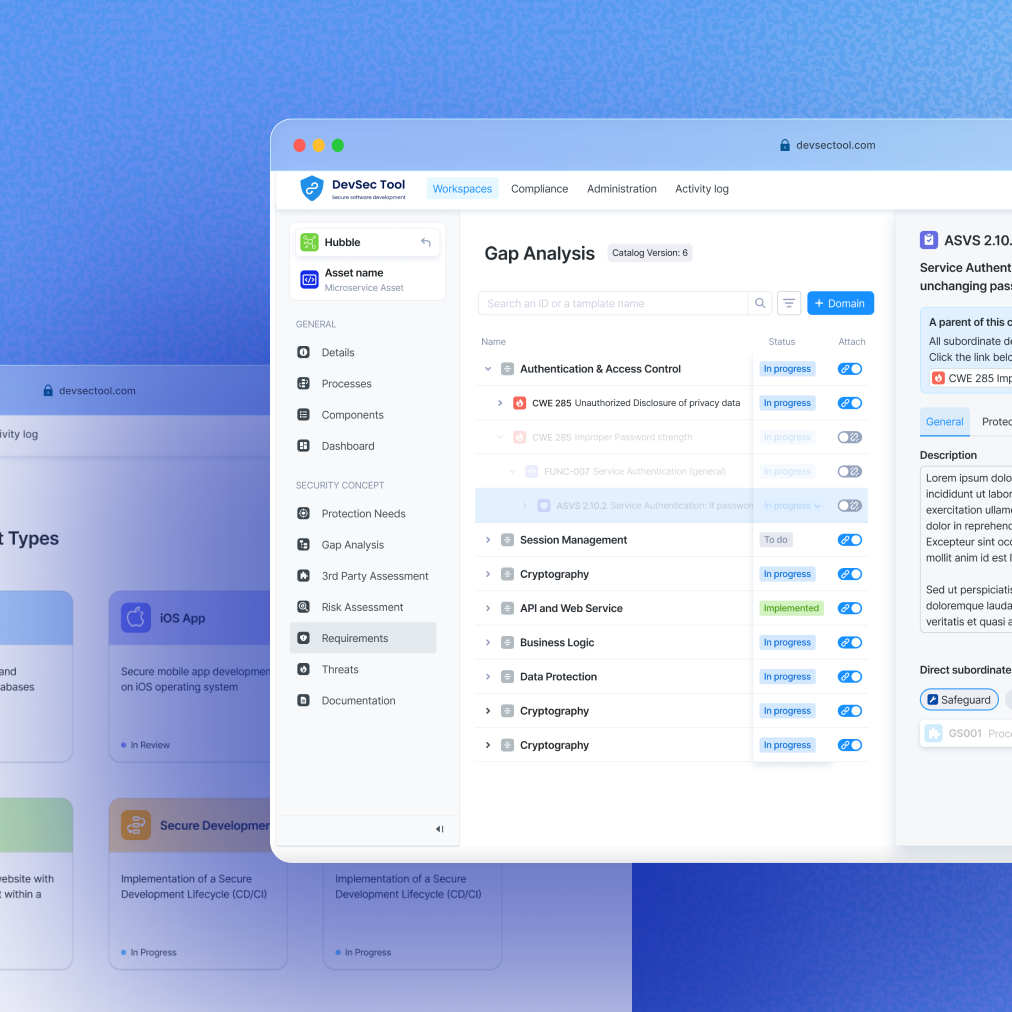 devsectool.com
DevSec Tool
Secure software development
Workspaces
Compliance
Administration
Activity log
Hubble
Asset name
Microservice Asset
GENERAL
Details
Processes
Components
Dashboard
SECURITY CONCEPT
Protection Needs
Gap Analysis
3rd Party Assessment
Risk Assessment
Requirements
Threats
Documentation
Gap Analysis
Catalog Version: 6
Search an ID or a tamplate name
+ Domain
Name Status Attach
Authentication & Access Control In progress
CWE 285 Unauthorized Disclosure of privacy data In progress
CWE 285 Improper Password strength In progress
FUNC-007 Service Authentication (general) In progress
ASVS 2.10.2 Service Authentication: If passwor In progress
Session Management To do
Cryptography In progress
API and Web Service Implemented
Business Logic In progress
Data Protection In progress
Cryptography In progress
Cryptography In progress
ASVS 2.10.
Service Authent
unchanging pas
A parent of this c
All subordinate de
Click the link belo
CWE 285 Imp
General Protec
Description
Lorem ipsum dolo
incididunt ut labor
exercitation ullam
dolor in reprehend
Excepteur sint occ
mollit anim id est l
Sed ut perspiciatis
doloremque lauda
veritatis et quasi a
Direct subordinate
Safeguard
GS001 Proce
devsectool.com
ivity log
t Types
and
abases
iOS App
Secure mobile app developmen
on iOS operating system
In Review
ebsite with
t within a
Secure Developmen
Implementation of a Secure
Development Lifecycle (CD/CI)
In Progress
Implementation of a Secure
Development Lifecycle (CD/CI)
In Progress